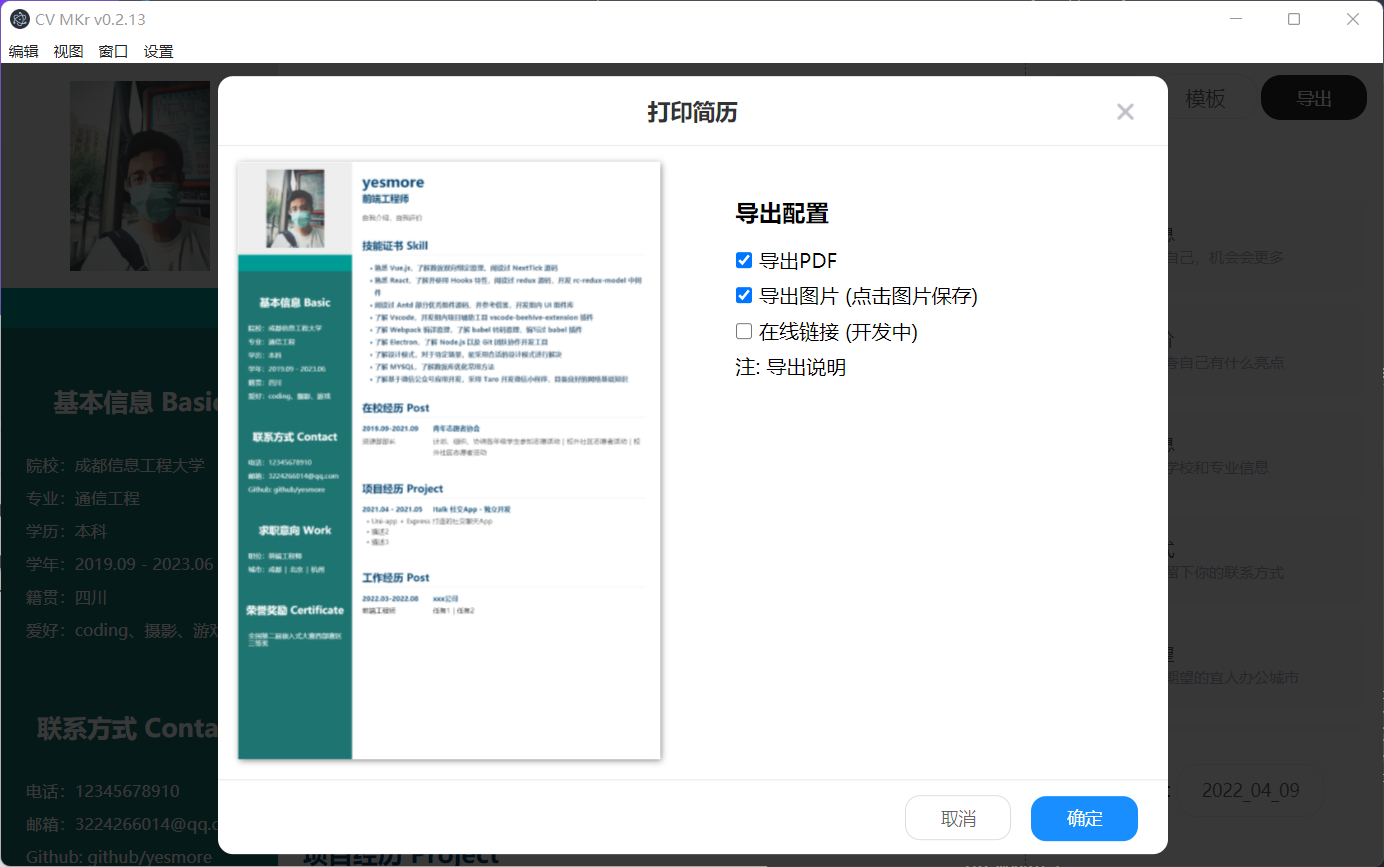 CV MKr v0.2.13
编辑 视图 窗口 设置
模板
导出
打印简历
导出配置
导出PDF
导出图片 (点击图片保存)
在线链接 (开发中)
注: 导出说明
取消
确定
yesmore
前端工程师
自我介绍、自我评价
技能证书 Skill
• 熟悉 Vue.js，了解数据双向绑定原理，阅读过 NextTick 源码
• 熟悉 React，了解并使用 Hooks 特性，阅读过 redux 源码，开发 rc-redux-model 中间
件
• 阅读过 Antd 部分优秀组件源码，并参考借鉴，开发组内 UI 组件库
• 了解 Vscode，开发组内项目辅助工具 vscode-beehive-extension 插件
• 了解 Webpack 编译原理，了解 babel 转码原理，编写过 babel 插件
• 了解 Electron，了解 Node.js 以及 Git 团队协作开发工具
• 了解设计模式，对于特定场景，能采用合适的设计模式进行解决
• 了解 MYSQL，了解数据库优化常用方法
• 了解基于微信公众号应用开发，采用 Taro 开发微信小程序，具备良好的网络基础知识
在校经历 Post
2019.09-2021.09 青年志愿者协会
资源部部长 计划、组织、协调各年级学生参加志愿活动 | 校外社区志愿者活动 | 校
外社区志愿者活动
项目经历 Project
2021.04 - 2021.05 Italk 社交App - 独立开发
• Uni-app + Express 打造的社交聊天App
• 描述2
• 描述3
工作经历 Post
2022.03-2022.08 xxx公司
前端工程师 任务1 | 任务2
基本信息 Basic
院校：成都信息工程大学
专业：通信工程
学历：本科
学年：2019.09 - 2023.06
籍贯：四川
爱好：coding、摄影、游戏
联系方式 Contact
电话：12345678910
邮箱：3224266014@qq.com
Github: github/yesmore
求职意向 Work
职位：前端工程师
城市：成都 | 北京 | 杭州
荣誉奖励 Certificate
全国第二届嵌入式大赛西部赛区
三等奖
基本信息 Basic
院校：成都信息工程大学
专业：通信工程
学历：本科
学年：2019.09 - 2023.06
籍贯：四川
爱好：coding、摄影、游戏
联系方式 Conta
电话：12345678910
邮箱：3224266014@qq.c
Github: github/yesmore
项目经历 Project
自己，机会会更多
自己有什么亮点
学校和专业信息
留下你的联系方式
期望的宜人办公城市
2022_04_09